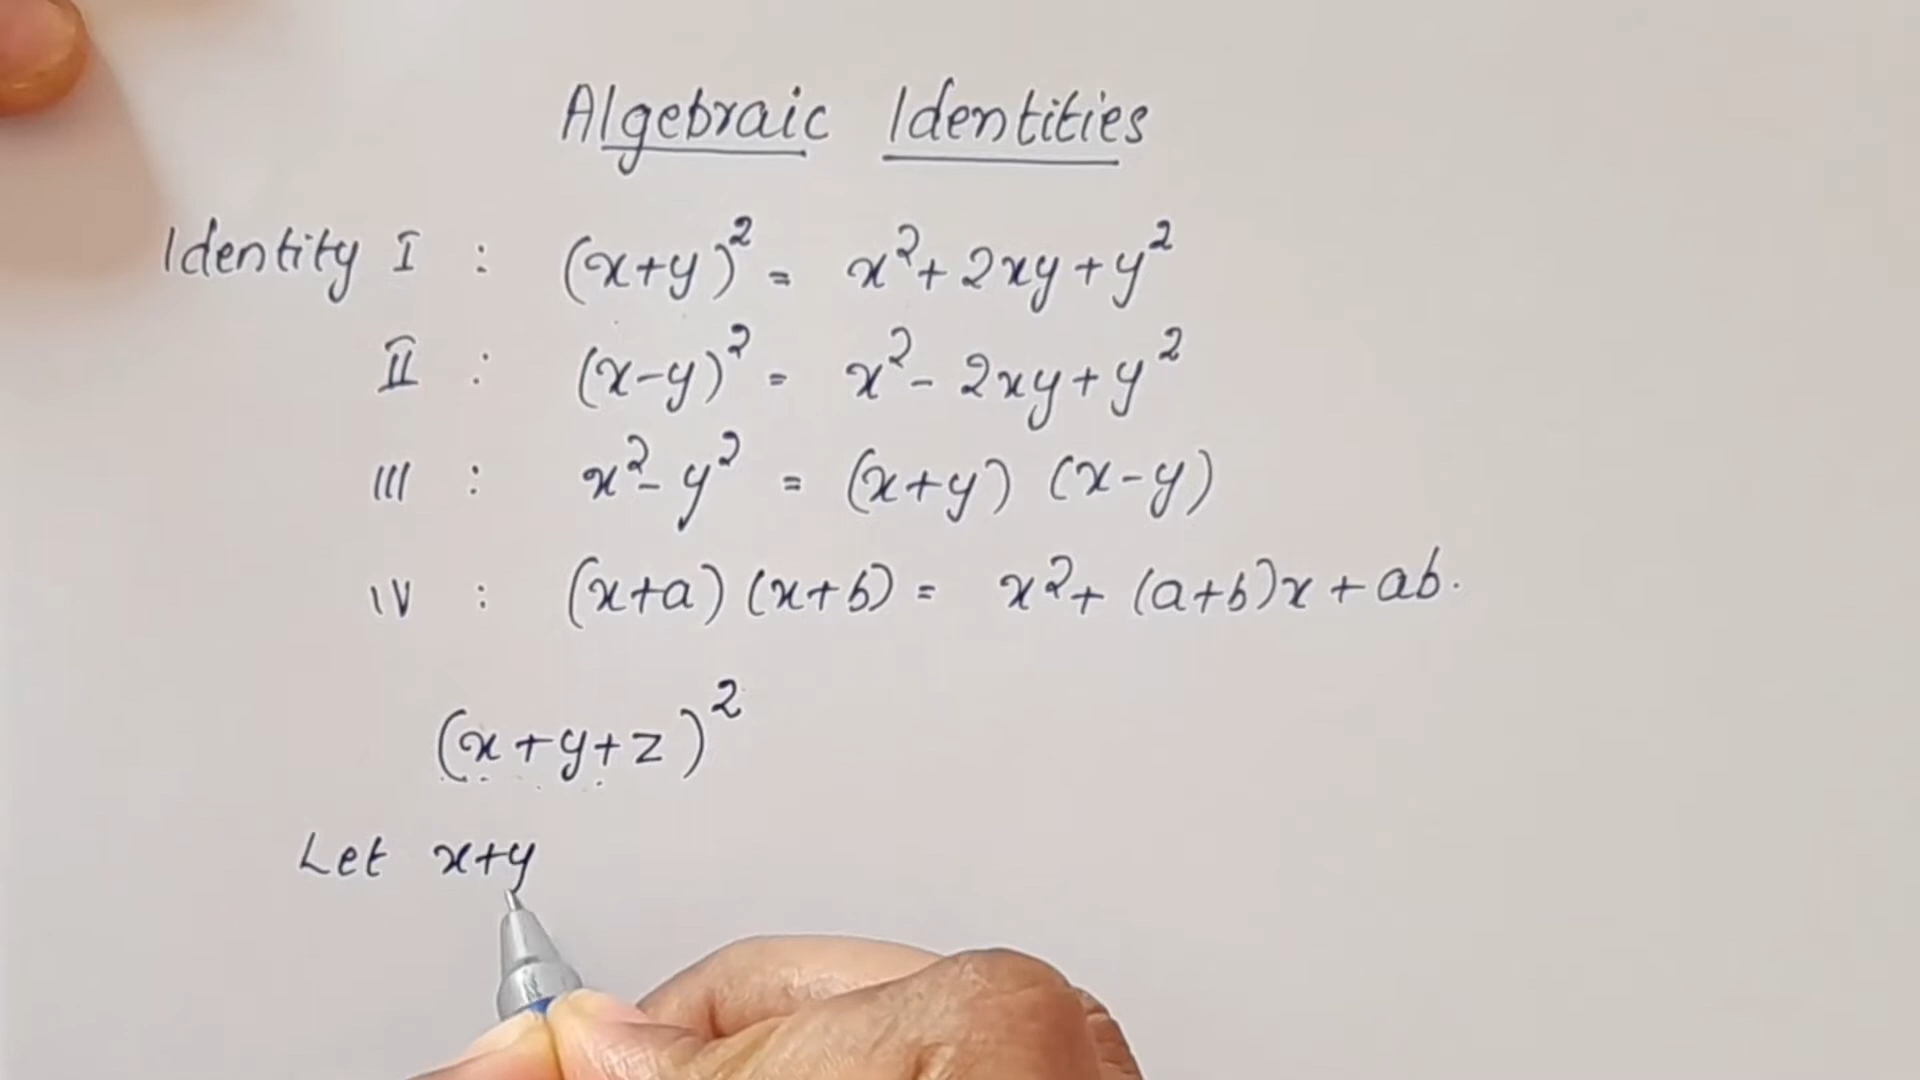 Algebraic Identities
Identity I : (x+y)² = x² + 2xy + y²
II : (x-y)² = x² - 2xy + y²
III : x² - y² = (x+y) (x-y)
IV : (x+a) (x+b) = x² + (a+b)x + ab.
(x+y+z)²
Let x+y